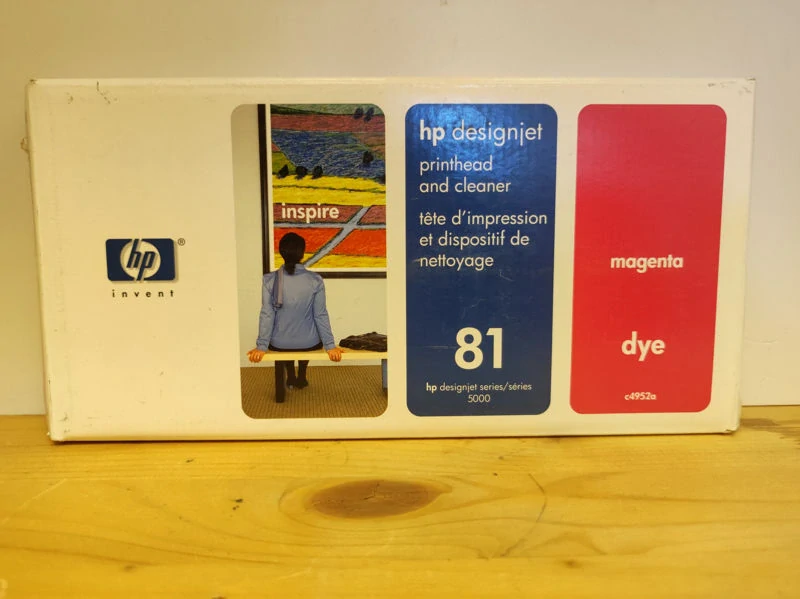 hp
®
invent
inspire
hp designjet
printhead
and cleaner
tête d'impression
et dispositif de
nettoyage
81
hp designjet series/séries
5000
magenta
dye
c4952a